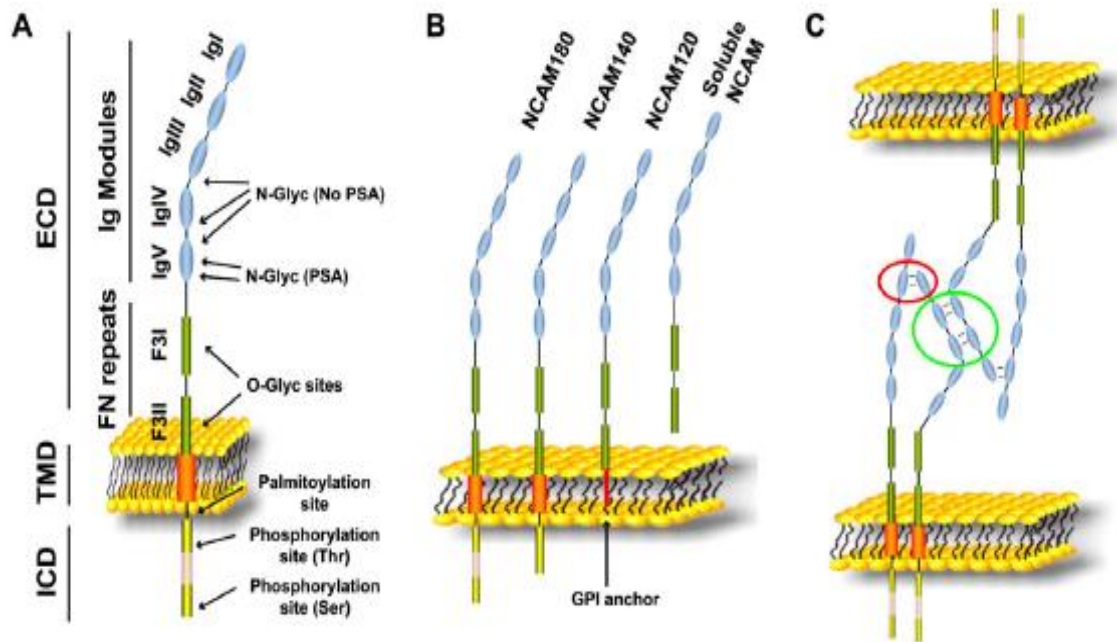 A
ECD
Ig Modules
IgI
IgII
IgIII
IgIV
IgV
N-Glyc (No PSA)
N-Glyc (PSA)
FN repeats
F3I
F3II
O-Glyc sites
TMD
Palmitoylation
site
ICD
Phosphorylation
site (Thr)
Phosphorylation
site (Ser)
B
NCAM180
NCAM140
NCAM120
Soluble
NCAM
GPI anchor
C